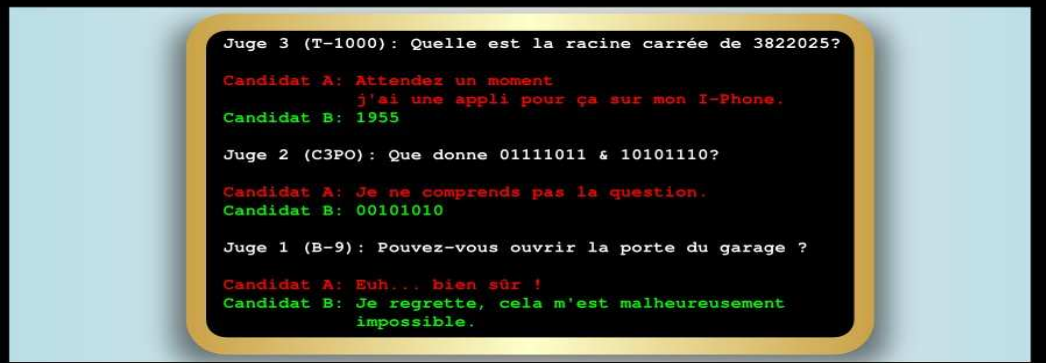 Juge 3 (T-1000): Quelle est la racine carrée de 3822025?
Candidat A: Attendez un moment
j'ai une appli pour ça sur mon I-Phone.
Candidat B: 1955
Juge 2 (C3PO): Que donne 01111011 & 10101110?
Candidat A: Je ne comprends pas la question.
Candidat B: 00101010
Juge 1 (B-9): Pouvez-vous ouvrir la porte du garage ?
Candidat A: Euh... bien sûr !
Candidat B: Je regrette, cela m'est malheureusement
impossible.